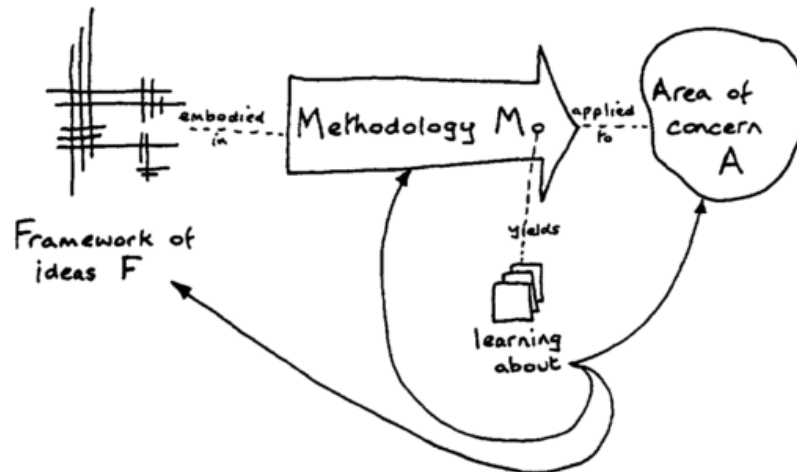 embodied
in
Methodology M
applied
to
Area of
concern
A
Framework of
ideas F
yields
learning
about